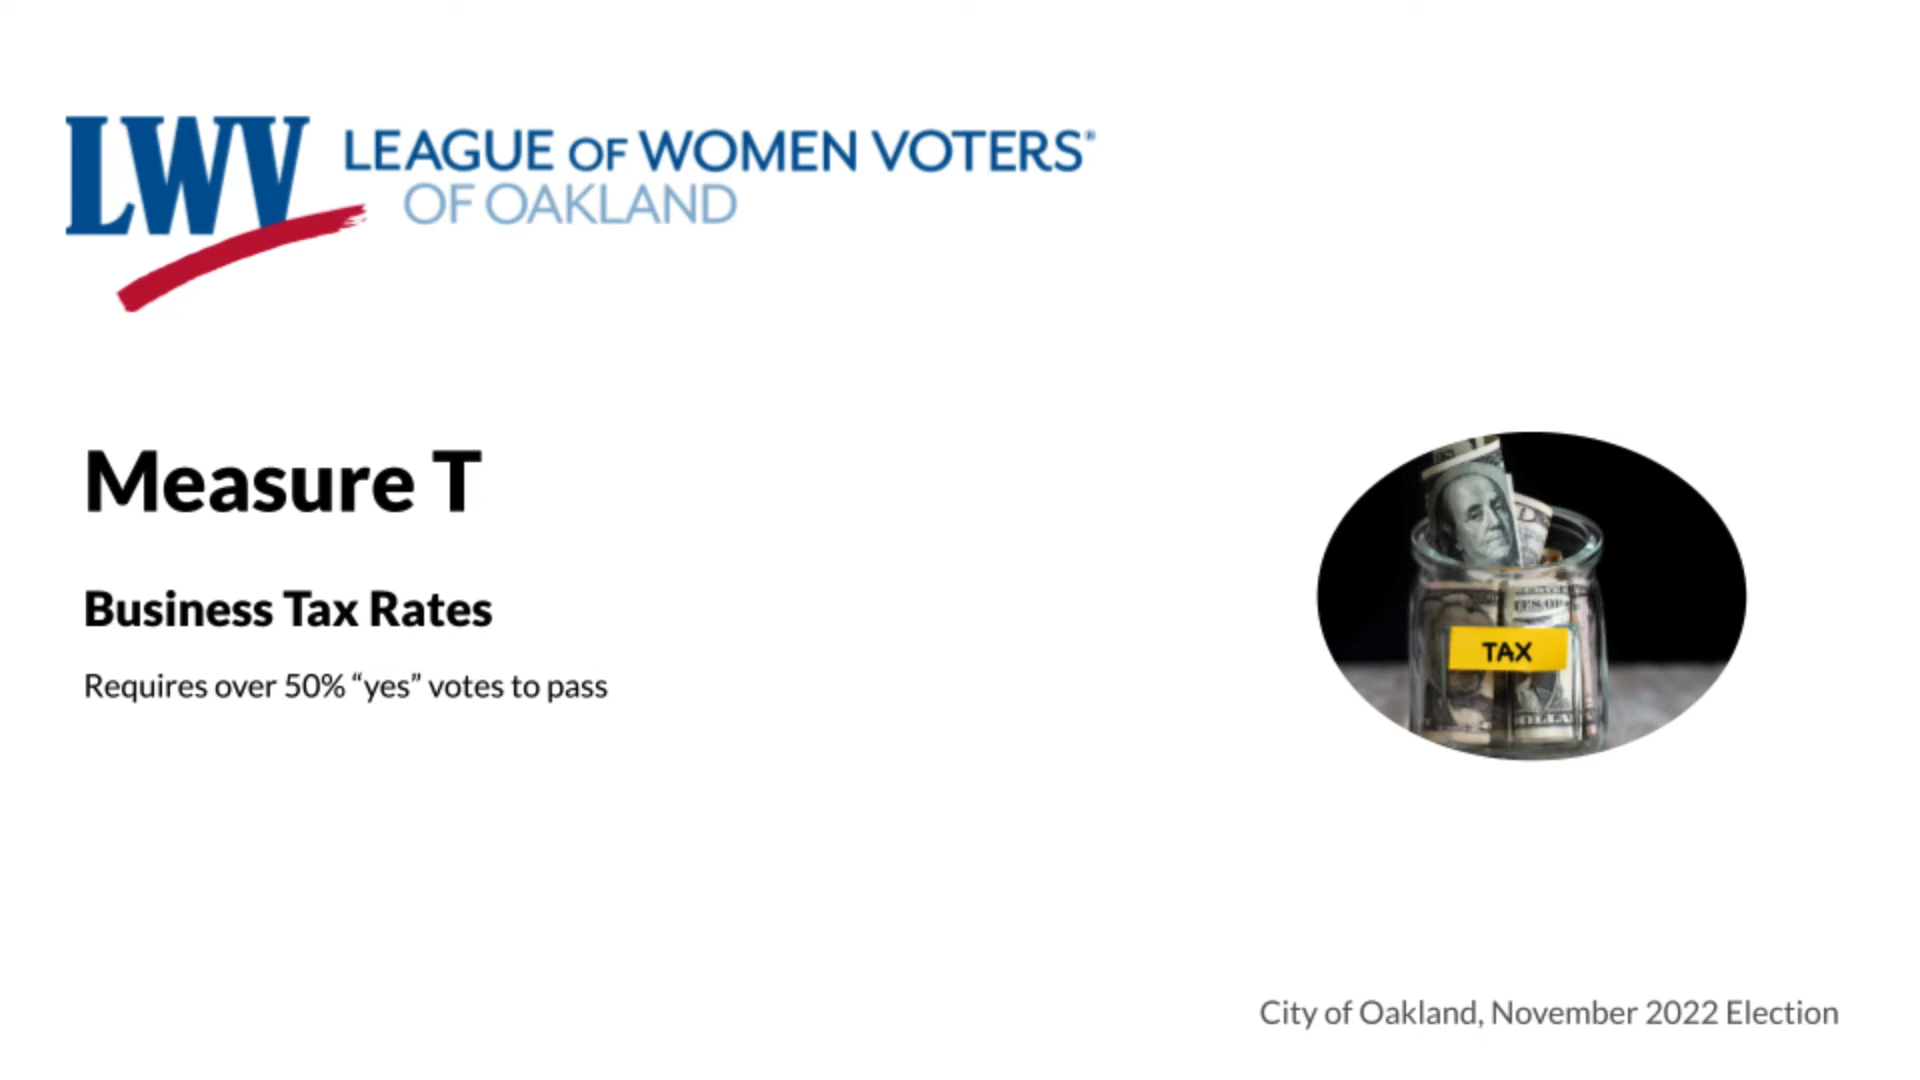 LWV LEAGUE OF WOMEN VOTERS®
OF OAKLAND
Measure T
Business Tax Rates
Requires over 50% “yes” votes to pass
TAX
City of Oakland, November 2022 Election